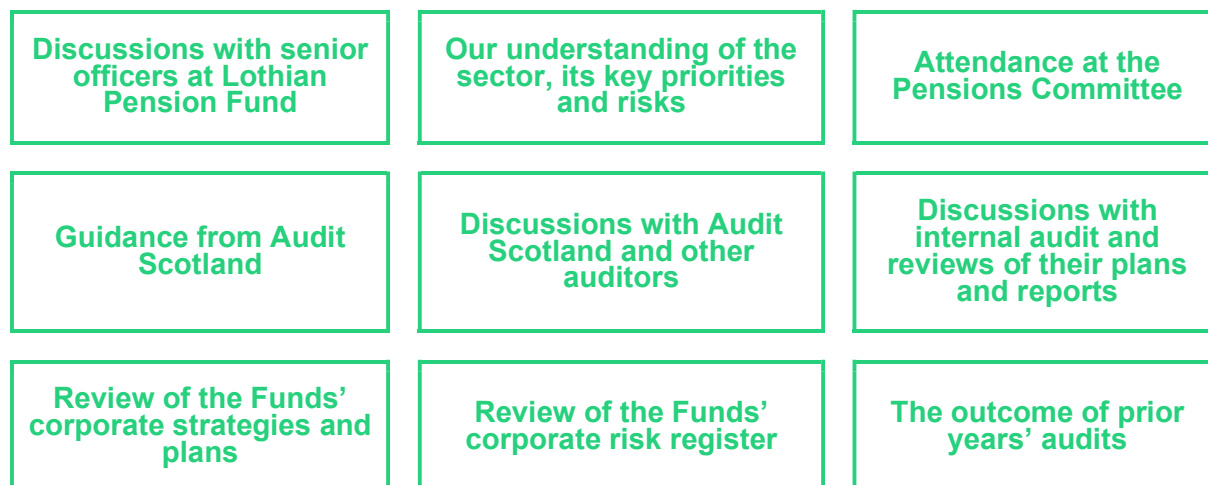 Discussions with senior
officers at Lothian
Pension Fund
Our understanding of the
sector, its key priorities
and risks
Attendance at the
Pensions Committee
Guidance from Audit
Scotland
Discussions with Audit
Scotland and other
auditors
Discussions with
internal audit and
reviews of their plans
and reports
Review of the Funds’
corporate strategies and
plans
Review of the Funds’
corporate risk register
The outcome of prior
years’ audits